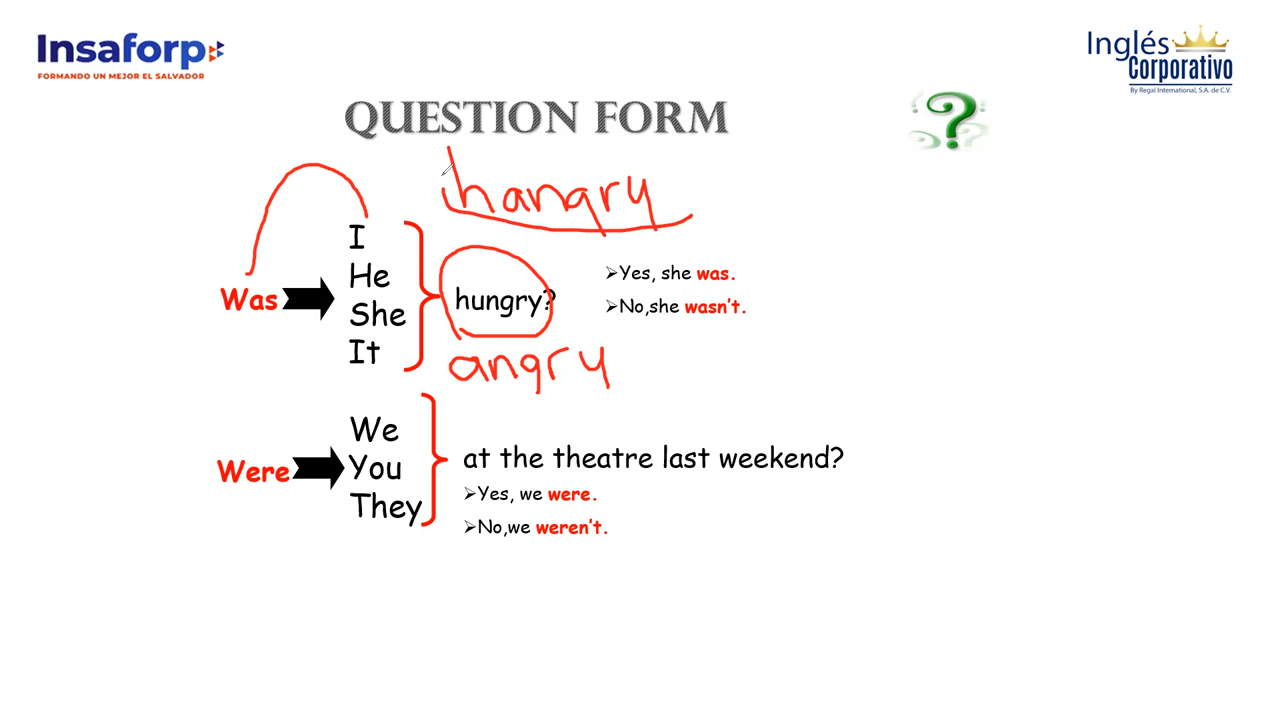 Insaforp
FORMANDO UN MEJOR EL SALVADOR
Inglés
Corporativo
By Regal International, S.A. de C.V.
QUESTION FORM
hangry
I
He
Was
She
It
hungry?
angry
➢Yes, she was.
➢No,she wasn't.
Were
We
You
They
at the theatre last weekend?
➢Yes, we were.
➢No,we weren't.